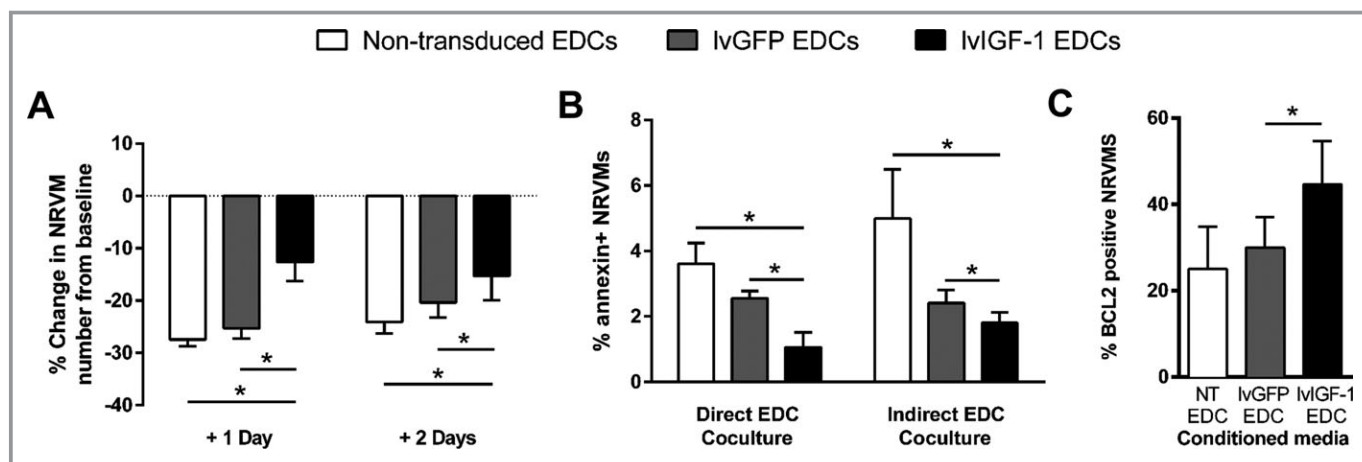 Non-transduced EDCs
lvGFP EDCs
lvIGF-1 EDCs
A
% Change in NRVM
number from baseline
10
0
-10
-20
-30
-40
*
*
*
*
+ 1 Day
+ 2 Days
B
% annexin+ NRVMs
8
6
4
2
0
*
*
*
*
Direct EDC
Coculture
Indirect EDC
Coculture
C
% BCL2 positive NRVMS
60
40
20
0
*
NT
EDC
lvGFP
EDC
lvIGF-1
EDC
Conditioned media